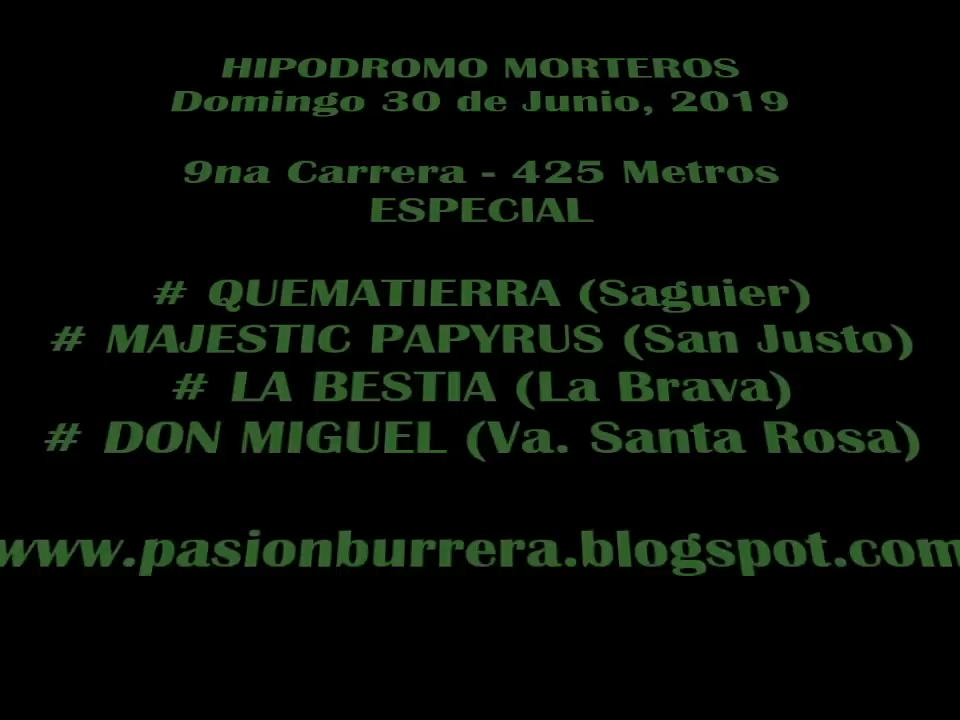 HIPODROMO MORTEROS
Domingo 30 de Junio, 2019
9na Carrera - 425 Metros
ESPECIAL
# QUEMATIERRA (Saguier)
# MAJESTIC PAPYRUS (San Justo)
# LA BESTIA (La Brava)
# DON MIGUEL (Va. Santa Rosa)
www.pasionburrera.blogspot.com